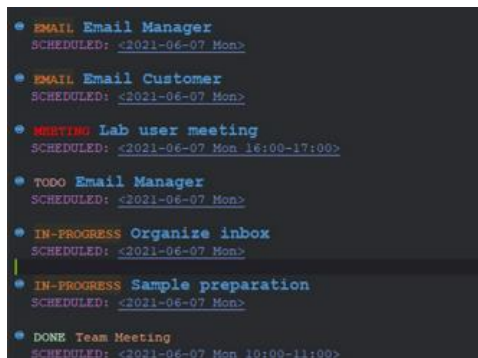 EMAIL Email Manager
SCHEDULED: <2021-06-07 Mon>
EMAIL Email Customer
SCHEDULED: <2021-06-07 Mon>
MEETING Lab user meeting
SCHEDULED: <2021-06-07 Mon 16:00-17:00>
TODO Email Manager
SCHEDULED: <2021-06-07 Mon>
IN-PROGRESS Organize inbox
SCHEDULED: <2021-06-07 Mon>
IN-PROGRESS Sample preparation
SCHEDULED: <2021-06-07 Mon>
DONE Team Meeting
SCHEDULED: <2021-06-07 Mon 10:00-11:00>